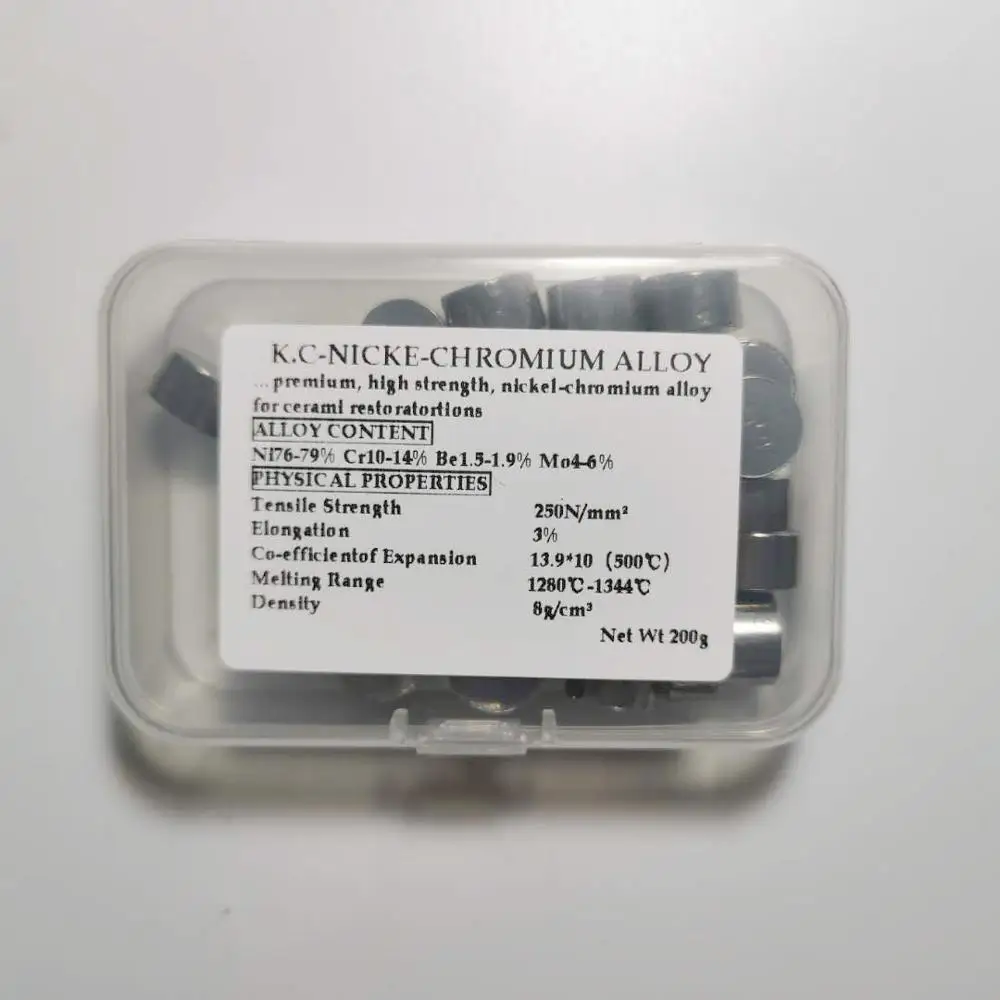 K.C-NICKE-CHROMIUM ALLOY
...premium, high strength, nickel-chromium alloy
for cerami restoratortions
ALLOY CONTENT
Ni76-79% Cr10-14% Be1.5-1.9% Mo4-6%
PHYSICAL PROPERTIES
Tensile Strength 250N/mm²
Elongation 3%
Co-efficientof Expansion 13.9*10 (500℃)
Melting Range 1280℃-1344℃
Density 8g/cm³
Net Wt 200g